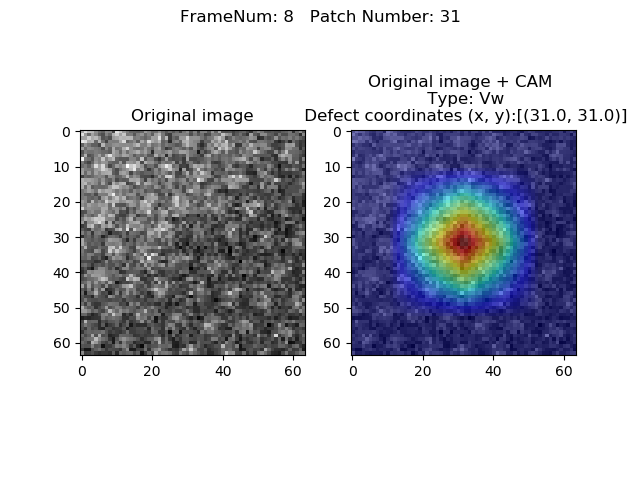 FrameNum: 8   Patch Number: 31
Original image
0
10
20
30
40
50
60
0 20 40 60
Original image + CAM
Type: Vw
Defect coordinates (x, y):[(31.0, 31.0)]
0
10
20
30
40
50
60
0 20 40 60